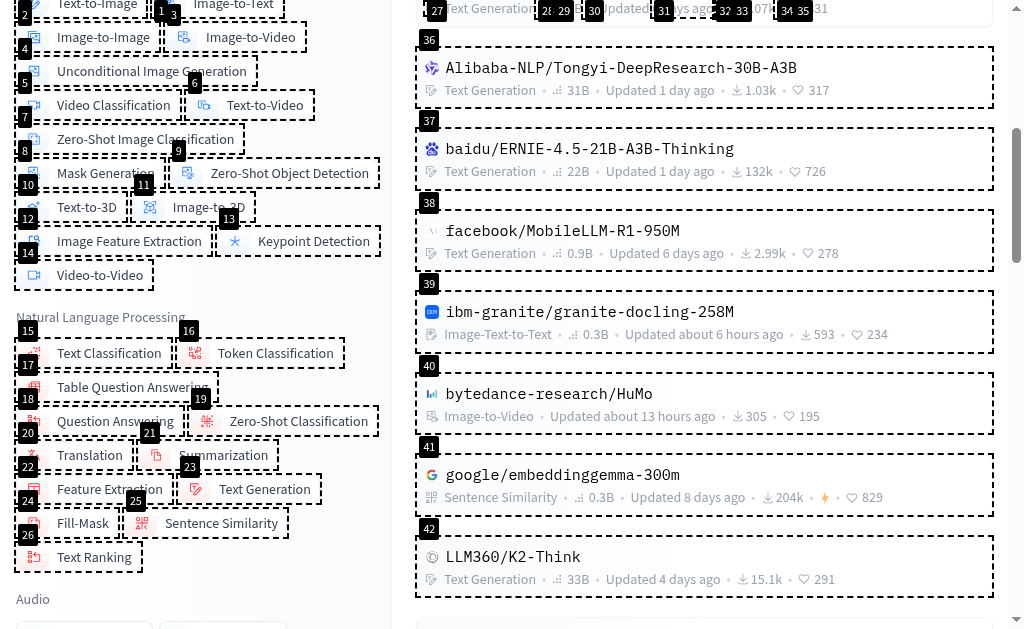 Text-to-Image
Image-to-Text
2
1
3
Image-to-Image
Image-to-Video
4
Unconditional Image Generation
5
6
Video Classification
Text-to-Video
7
Zero-Shot Image Classification
8
9
Mask Generation
Zero-Shot Object Detection
10
11
Text-to-3D
Image-to-3D
12
13
Image Feature Extraction
Keypoint Detection
14
Video-to-Video
Natural Language Processing
15
16
Text Classification
Token Classification
17
Table Question Answering
18
19
Question Answering
Zero-Shot Classification
20
21
Translation
Summarization
22
23
Feature Extraction
Text Generation
24
25
Fill-Mask
Sentence Similarity
26
Text Ranking
Audio
27 Text Generation 28 29 30 Updated 31 ago 32 33 07k 34 35 31
36
Alibaba-NLP/Tongyi-DeepResearch-30B-A3B
Text Generation • 31B • Updated 1 day ago • 1.03k • 317
37
baidu/ERNIE-4.5-21B-A3B-Thinking
Text Generation • 22B • Updated 1 day ago • 132k • 726
38
facebook/MobileLLM-R1-950M
Text Generation • 0.9B • Updated 6 days ago • 2.99k • 278
39
ibm-granite/granite-docling-258M
Image-Text-to-Text • 0.3B • Updated about 6 hours ago • 593 • 234
40
bytedance-research/HuMo
Image-to-Video • Updated about 13 hours ago • 305 • 195
41
google/embeddinggemma-300m
Sentence Similarity • 0.3B • Updated 8 days ago • 204k • • 829
42
LLM360/K2-Think
Text Generation • 33B • Updated 4 days ago • 15.1k • 291